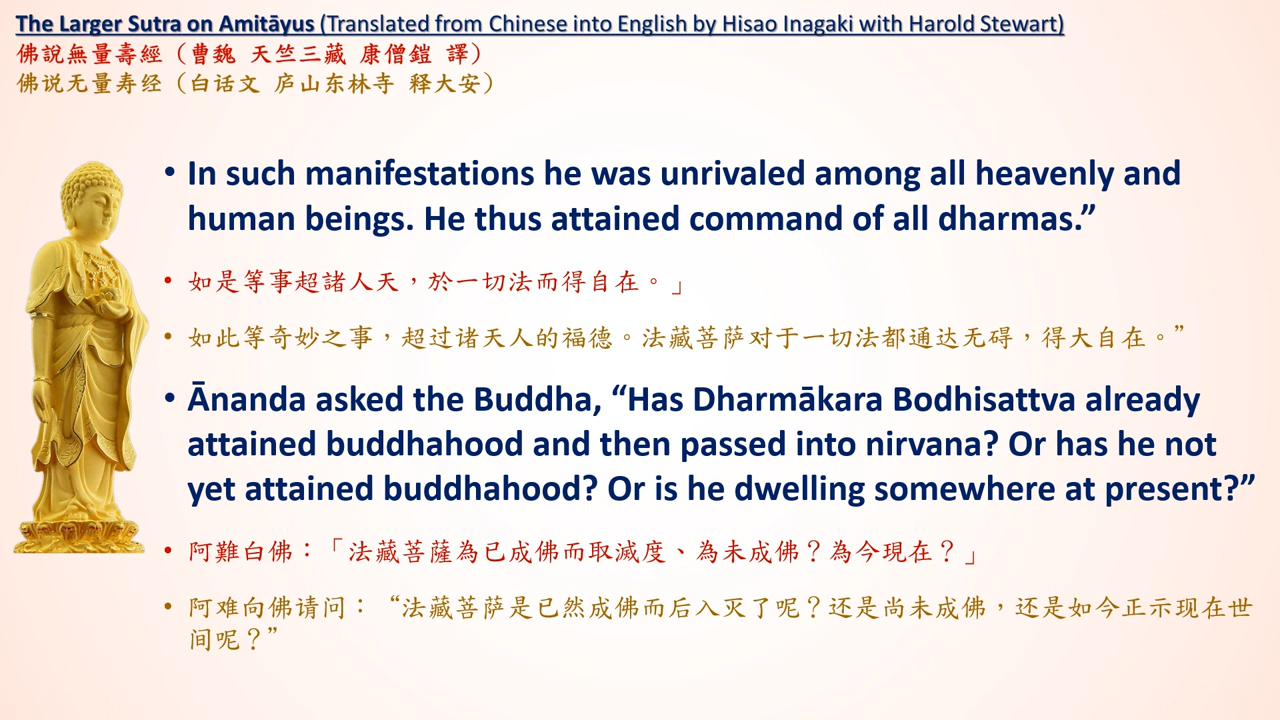 The Larger Sutra on Amitāyus (Translated from Chinese into English by Hisao Inagaki with Harold Stewart)
佛說無量壽經（曹魏 天竺三藏 康僧鎧 譯）
佛说无量寿经（白话文 庐山东林寺 释大安）
• In such manifestations he was unrivaled among all heavenly and
human beings. He thus attained command of all dharmas.”
• 如是等事超諸人天，於一切法而得自在。」
• 如此等奇妙之事，超过诸天人的福德。法藏菩萨对于一切法都通达无碍，得大自在。”
• Ānanda asked the Buddha, “Has Dharmākara Bodhisattva already
attained buddhahood and then passed into nirvana? Or has he not
yet attained buddhahood? Or is he dwelling somewhere at present?”
• 阿難白佛：「法藏菩薩為已成佛而取滅度、為未成佛？為今現在？」
• 阿难向佛请问：“法藏菩萨是已然成佛而后入灭了呢？还是尚未成佛，还是如今正示现在世
间呢？”